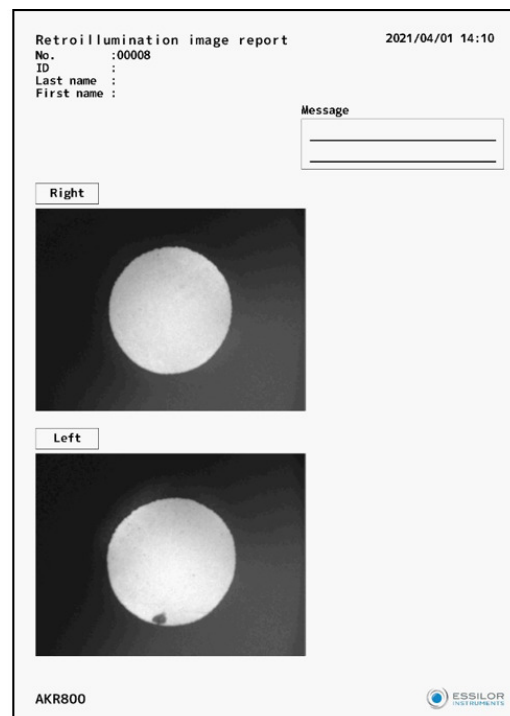 Retroillumination image report
2021/04/01 14:10
No. :00008
ID :
Last name :
First name :
Message
Right
Left
AKR800
ESSILOR
INSTRUMENTS